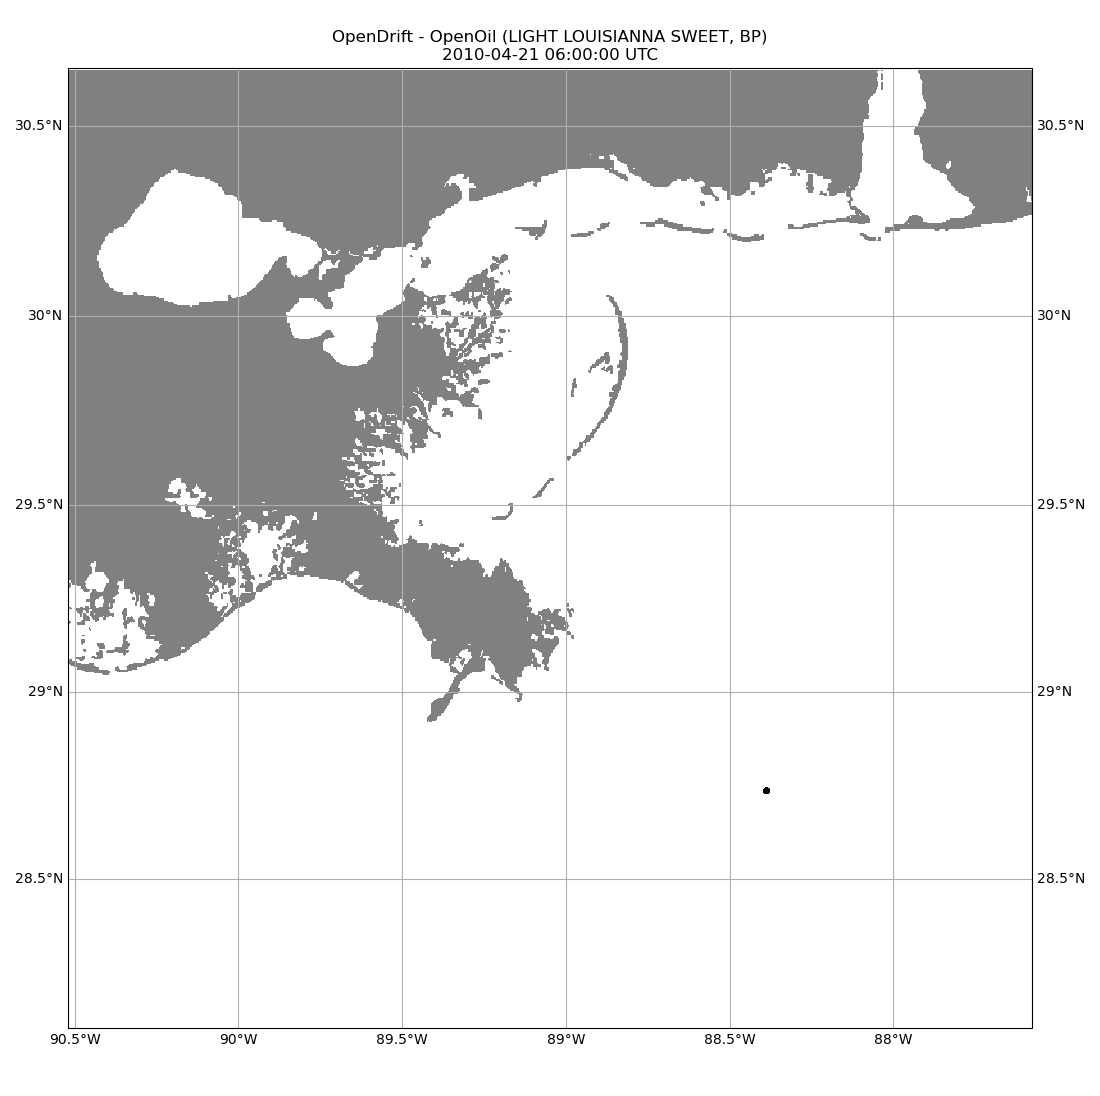 OpenDrift - OpenOil (LIGHT LOUISIANNA SWEET, BP)
2010-04-21 06:00:00 UTC
30.5°N 30.5°N
30°N 30°N
29.5°N 29.5°N
29°N 29°N
28.5°N 28.5°N
90.5°W 90°W 89.5°W 89°W 88.5°W 88°W